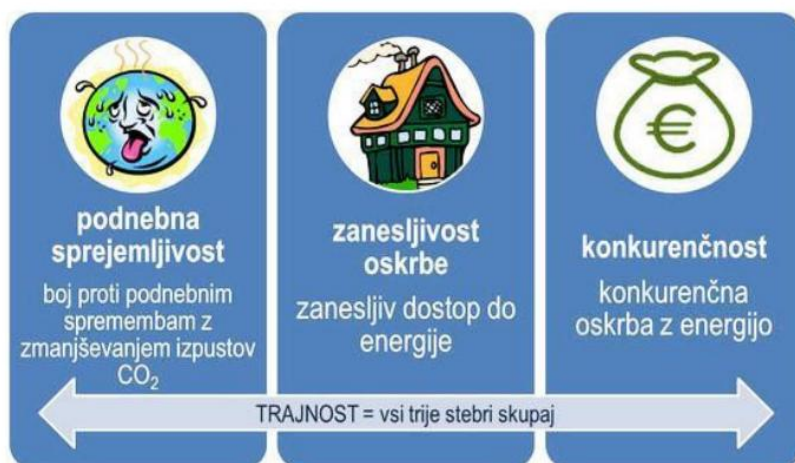 podnebna
sprejemljivost
boj proti podnebnim
spremembam z
zmanjševanjem izpustov
CO₂
zanesljivost
oskrbe
zanesljiv dostop do
energije
€
konkurenčnost
konkurenčna
oskrba z energijo
TRAJNOST = vsi trije stebri skupaj